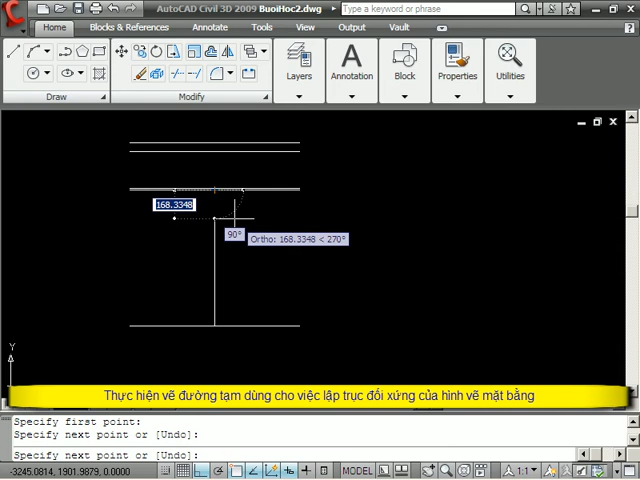 AutoCAD Civil 3D 2009 BuoiHoc2.dwg
Type a keyword or phrase
Home
Blocks & References
Annotate
Tools
View
Insert
Output
Vault
Layers
Annotation
Block
Properties
Utilities
Draw
Modify
168.3348
90°
Ortho: 168.3348 < 270°
Y
Thực hiện vẽ đường tạm dùng cho việc lập trục đối xứng của hình vẽ mặt bằng
Specify first point:
Specify next point or [Undo]:
Specify next point or [Undo]:
-3245.0814, 1901.9879, 0.0000
MODEL
1:1